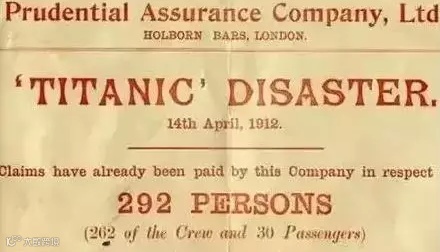 Prudential Assurance Company, Ltd
HOLBORN BARS, LONDON.
'TITANIC' DISASTER.
14th April, 1912.
Claims have already been paid by this Company in respect
292 PERSONS
(262 of the Crew and 30 Passengers)